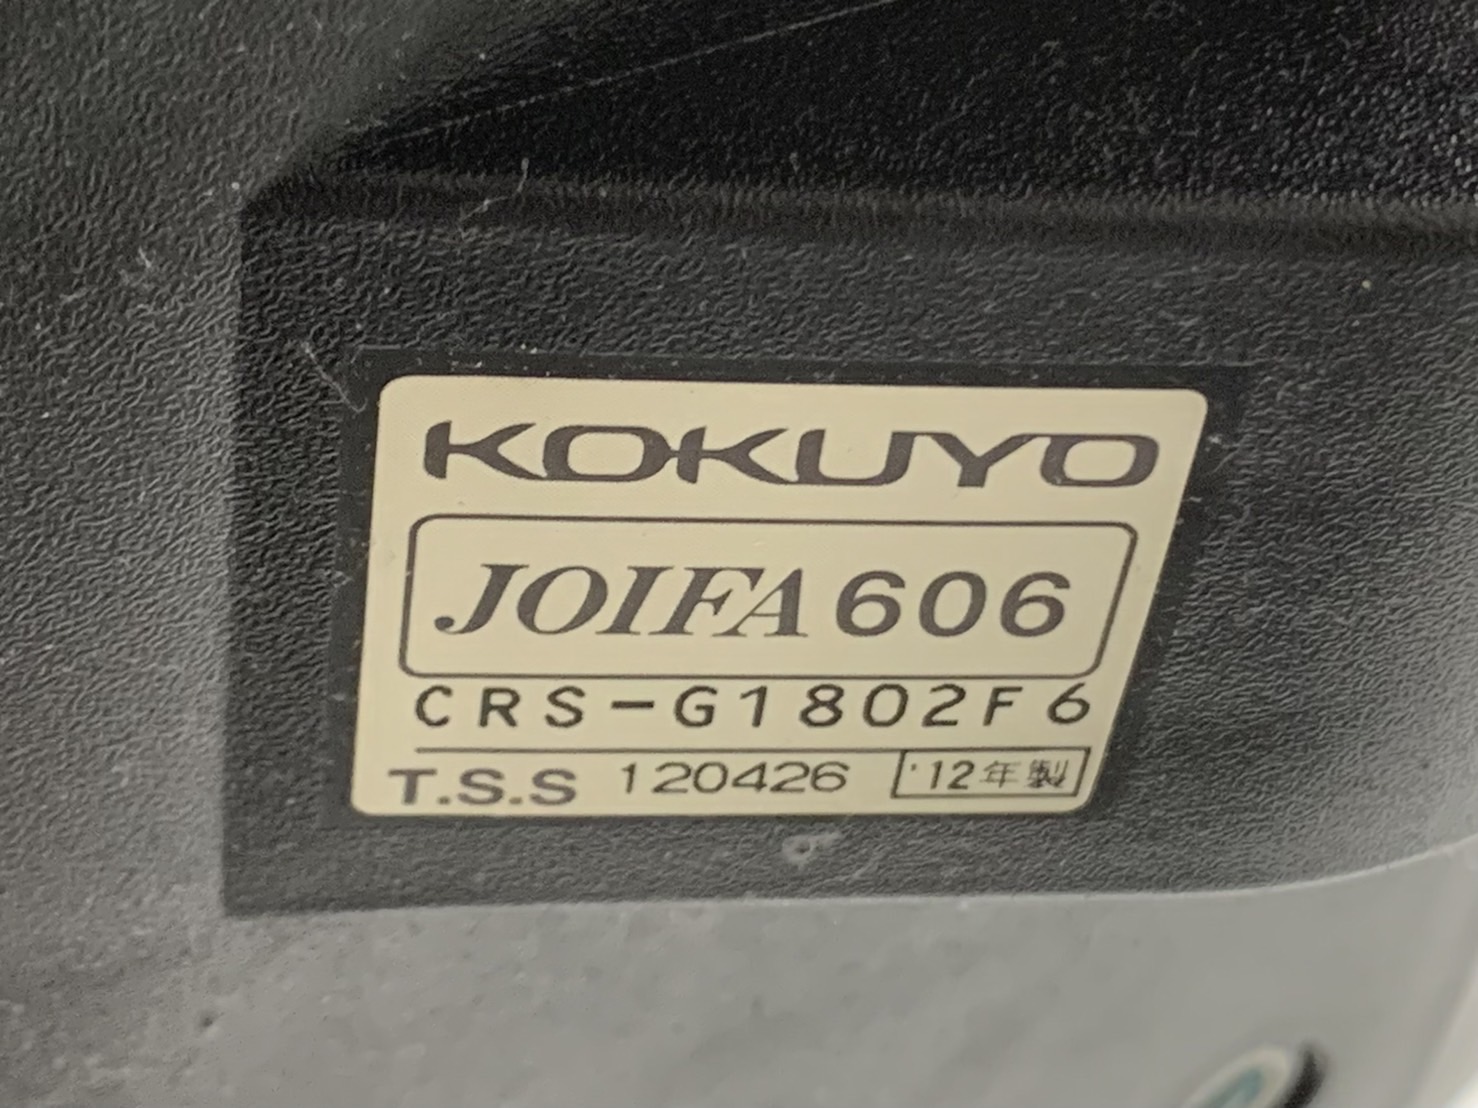 KOKUYO
JOIFA 606
CRS-G1802F6
T.S.S 120426 '12年製